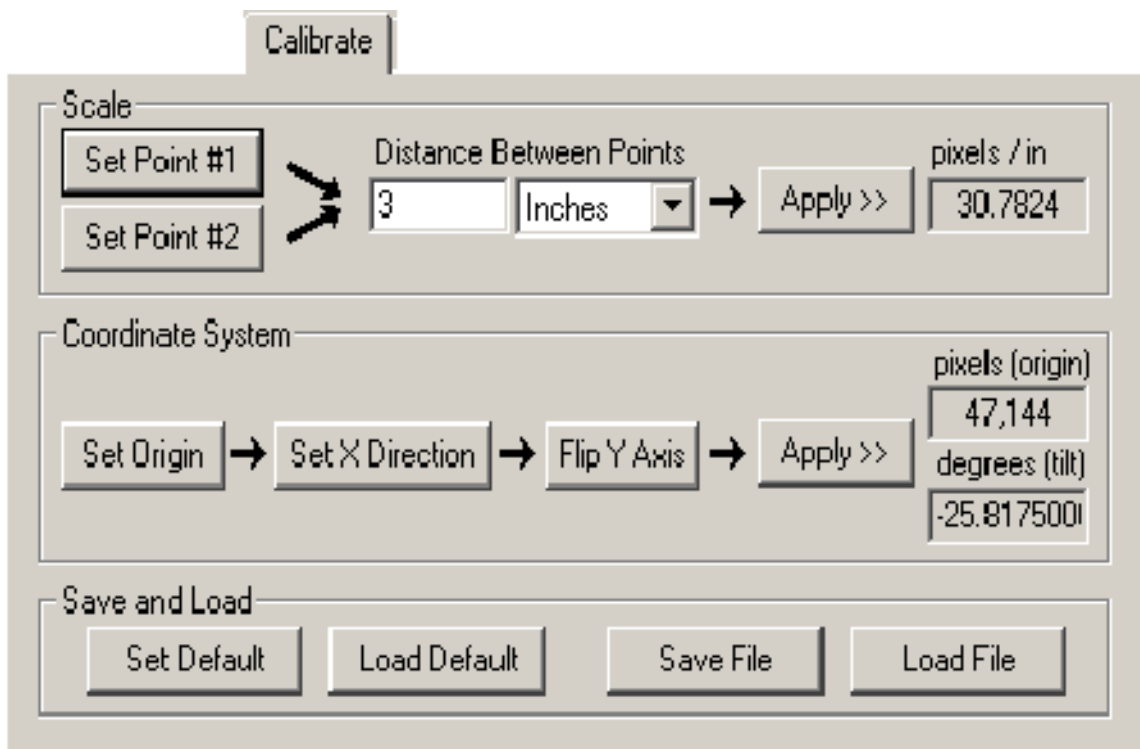 Calibrate
Scale
Set Point #1
Set Point #2
Distance Between Points
3
Inches
Apply >>
pixels / in
30.7824
Coordinate System
Set Origin
Set X Direction
Flip Y Axis
Apply >>
pixels (origin)
47,144
degrees (tilt)
-25.8175000
Save and Load
Set Default
Load Default
Save File
Load File